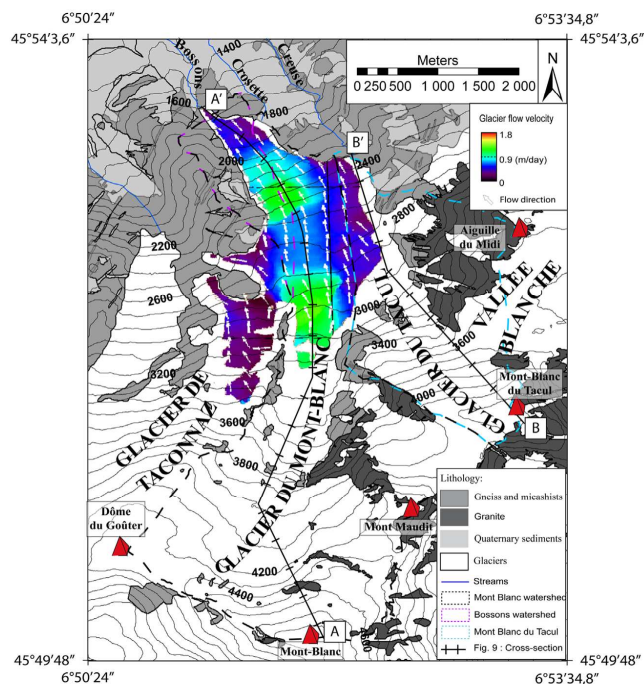 6°50'24"
6°53'34,8"
45°54'3,6
45°54'3,6
Meters
0 250 500 1 000 1 500 2 000
N
Bossons
Crosette
Creuse
1400
1600
1800
A'
B'
2000
2400
Glacier flow velocity
1.8
0.9 (m/day)
0
Flow direction
2800
Aiguille
du Midi
2200
2600
3000
3400
3200
3600
3600
3800
4000
4200
4400
VALLEE
BLANCHE
GLACIER DU TACUL
GLACIER DE
TACONNAZ
GLACIER DU MONT-BLANC
Mont-Blanc
du Tacul
B
Dôme
du Goûter
Mont Maudit
A
Mont-Blanc
Lithology:
Gneiss and micashists
Granite
Quaternary sediments
Glaciers
Streams
Mont Blanc watershed
Bossons watershed
Mont Blanc du Tacul
Fig. 9 : Cross-section
45°49'48"
45°49'48"
6°50'24"
6°53'34,8"